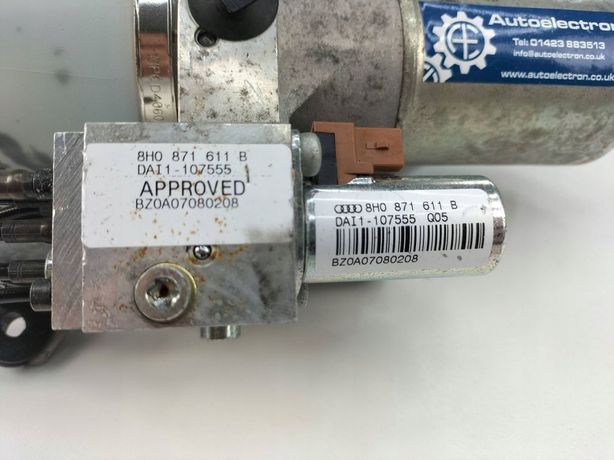 Autoelectron
Tel: 01423 883513
www.autoelectron.co.uk
8H0 871 611 B
DAI1-107555
APPROVED
BZ0A07080208
8H0 871 611 B
DAI1-107555 Q05
BZ0A07080208